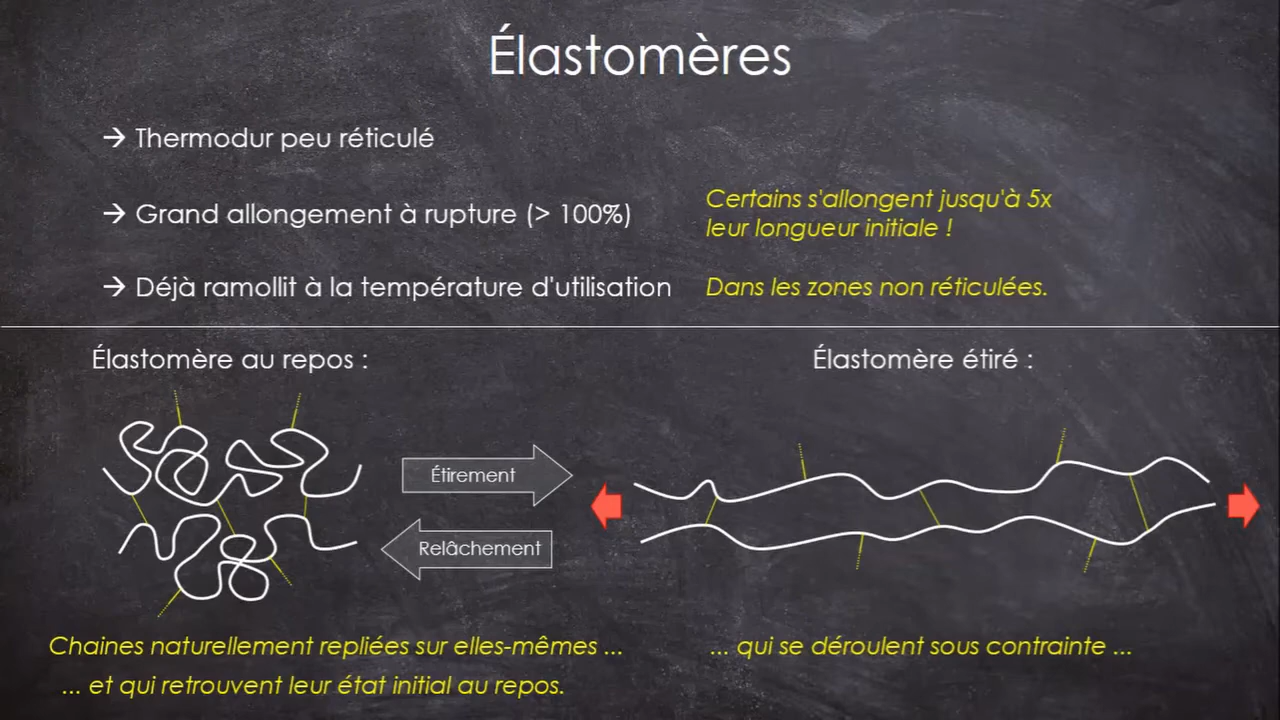 Élastomères
→ Thermodur peu réticulé
→ Grand allongement à rupture (> 100%)
Certains s'allongent jusqu'à 5x
leur longueur initiale !
→ Déjà ramollit à la température d'utilisation
Dans les zones non réticulées.
Élastomère au repos :
Élastomère étiré :
Étirement
Relâchement
Chaines naturellement repliées sur elles-mêmes ...
... qui se déroulent sous contrainte ...
... et qui retrouvent leur état initial au repos.